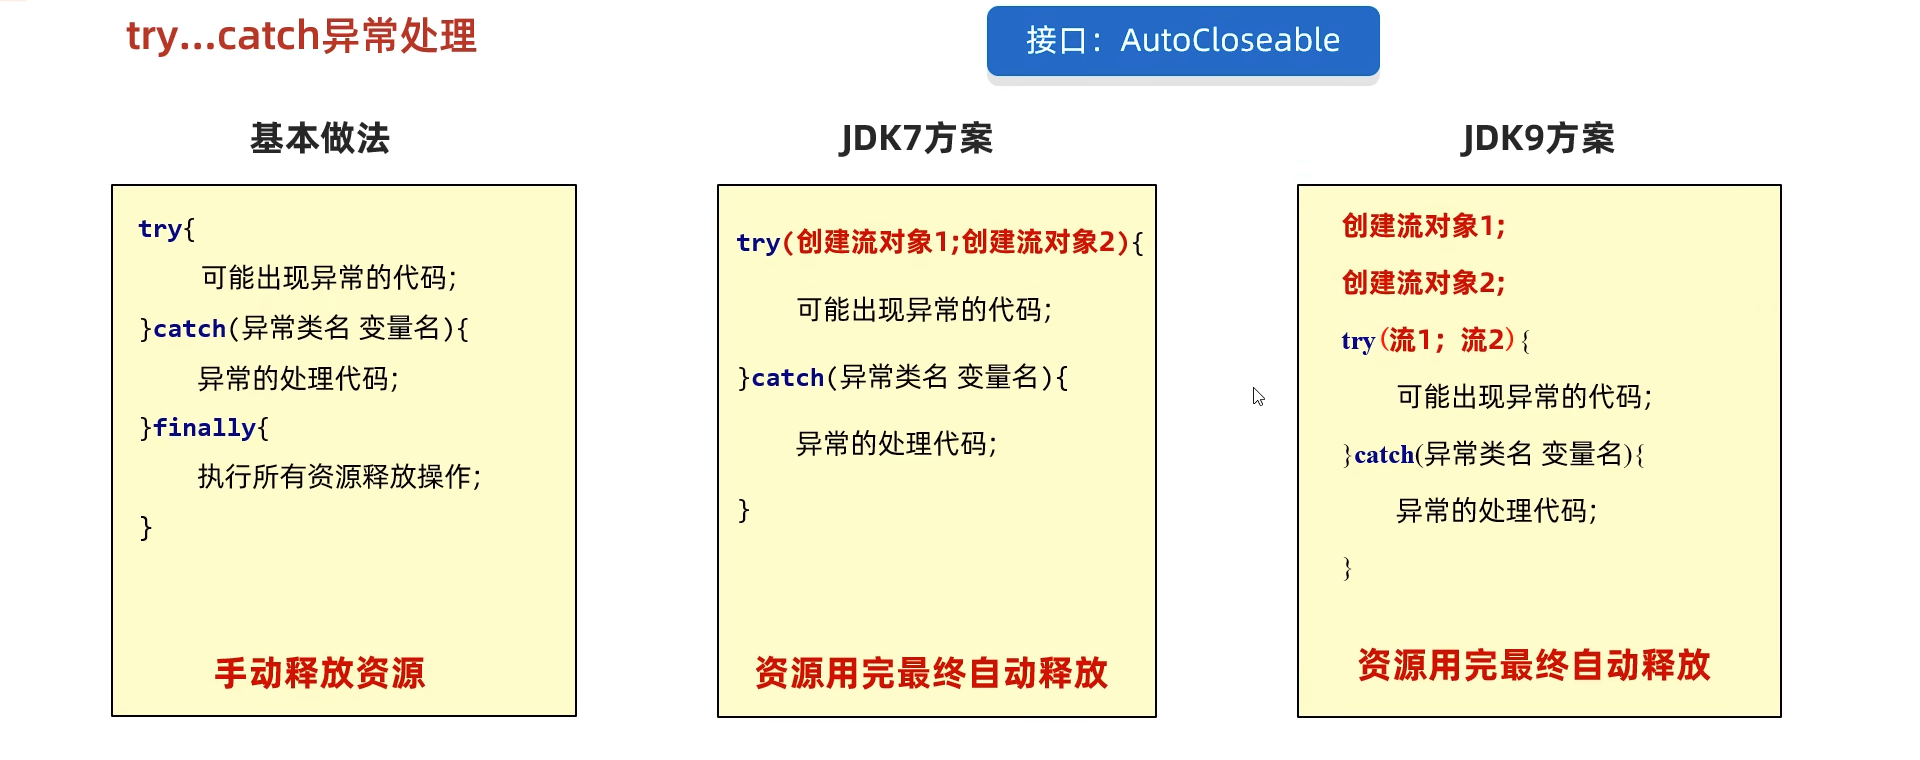 try...catch异常处理
接口：AutoCloseable
基本做法
try{
可能出现异常的代码;
}catch(异常类名 变量名){
异常的处理代码;
}finally{
执行所有资源释放操作;
}
手动释放资源
JDK7方案
try(创建流对象1;创建流对象2){
可能出现异常的代码;
}catch(异常类名 变量名){
异常的处理代码;
}
资源用完最终自动释放
JDK9方案
创建流对象1;
创建流对象2;
try(流1；流2){
可能出现异常的代码;
}catch(异常类名 变量名){
异常的处理代码;
}
资源用完最终自动释放